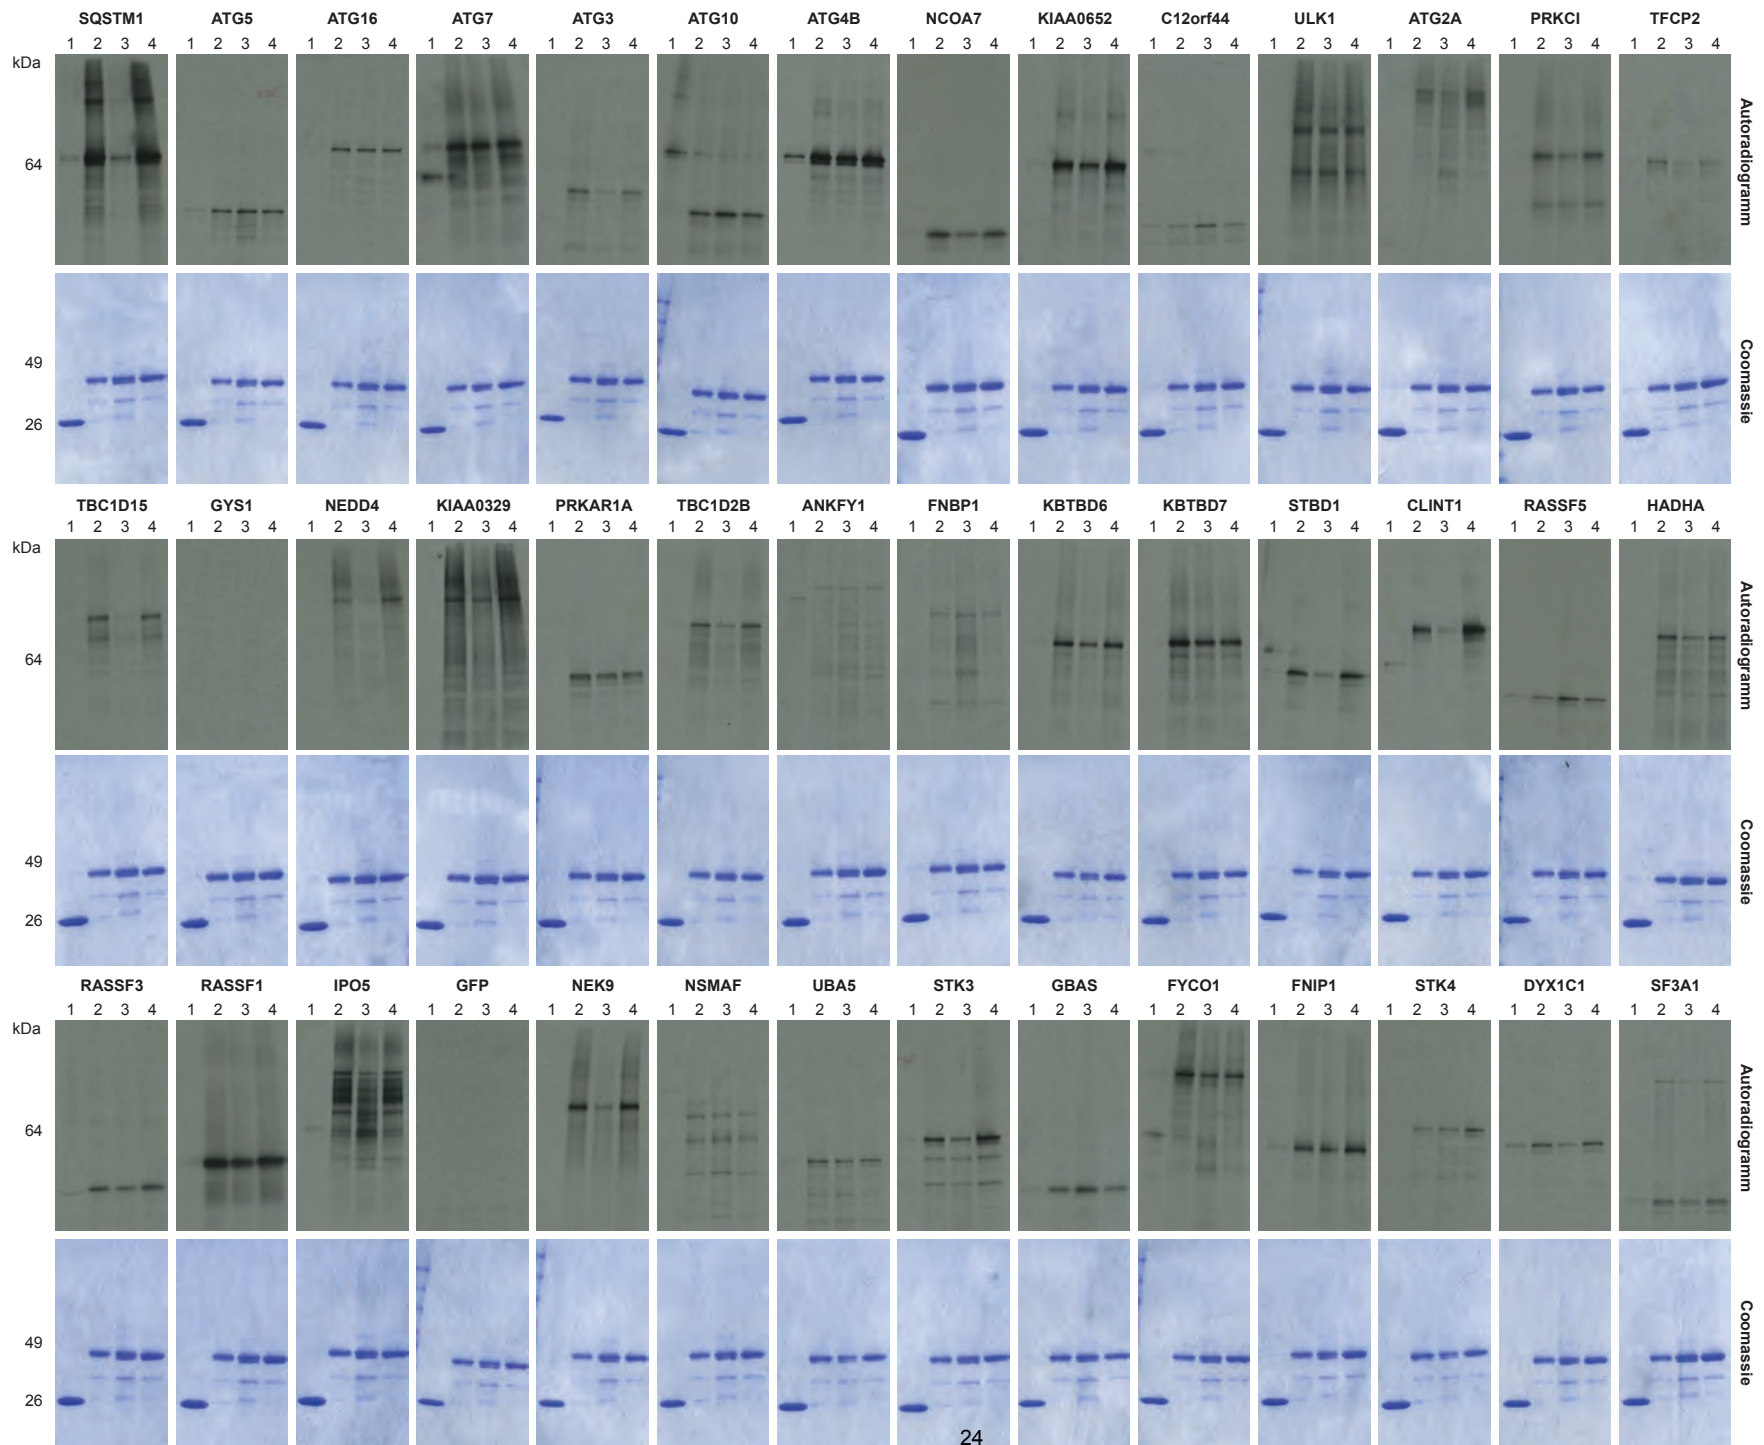 SQSTM1 ATG5 ATG16 ATG7 ATG3 ATG10 ATG4B NCOA7 KIAA0652 C12orf44 ULK1 ATG2A PRKCI TFCP2
1 2 3 4 1 2 3 4 1 2 3 4 1 2 3 4 1 2 3 4 1 2 3 4 1 2 3 4 1 2 3 4 1 2 3 4 1 2 3 4 1 2 3 4 1 2 3 4 1 2 3 4 1 2 3 4
kDa
64
Autoradiogramm
49
26
Coomassie
TBC1D15 GYS1 NEDD4 KIAA0329 PRKAR1A TBC1D2B ANKFY1 FNBP1 KBTBD6 KBTBD7 STBD1 CLINT1 RASSF5 HADHA
1 2 3 4 1 2 3 4 1 2 3 4 1 2 3 4 1 2 3 4 1 2 3 4 1 2 3 4 1 2 3 4 1 2 3 4 1 2 3 4 1 2 3 4 1 2 3 4 1 2 3 4 1 2 3 4
kDa
64
Autoradiogramm
49
26
Coomassie
RASSF3 RASSF1 IPO5 GFP NEK9 NSMAF UBA5 STK3 GBAS FYCO1 FNIP1 STK4 DYX1C1 SF3A1
1 2 3 4 1 2 3 4 1 2 3 4 1 2 3 4 1 2 3 4 1 2 3 4 1 2 3 4 1 2 3 4 1 2 3 4 1 2 3 4 1 2 3 4 1 2 3 4 1 2 3 4 1 2 3 4
kDa
64
Autoradiogramm
49
26
Coomassie
24